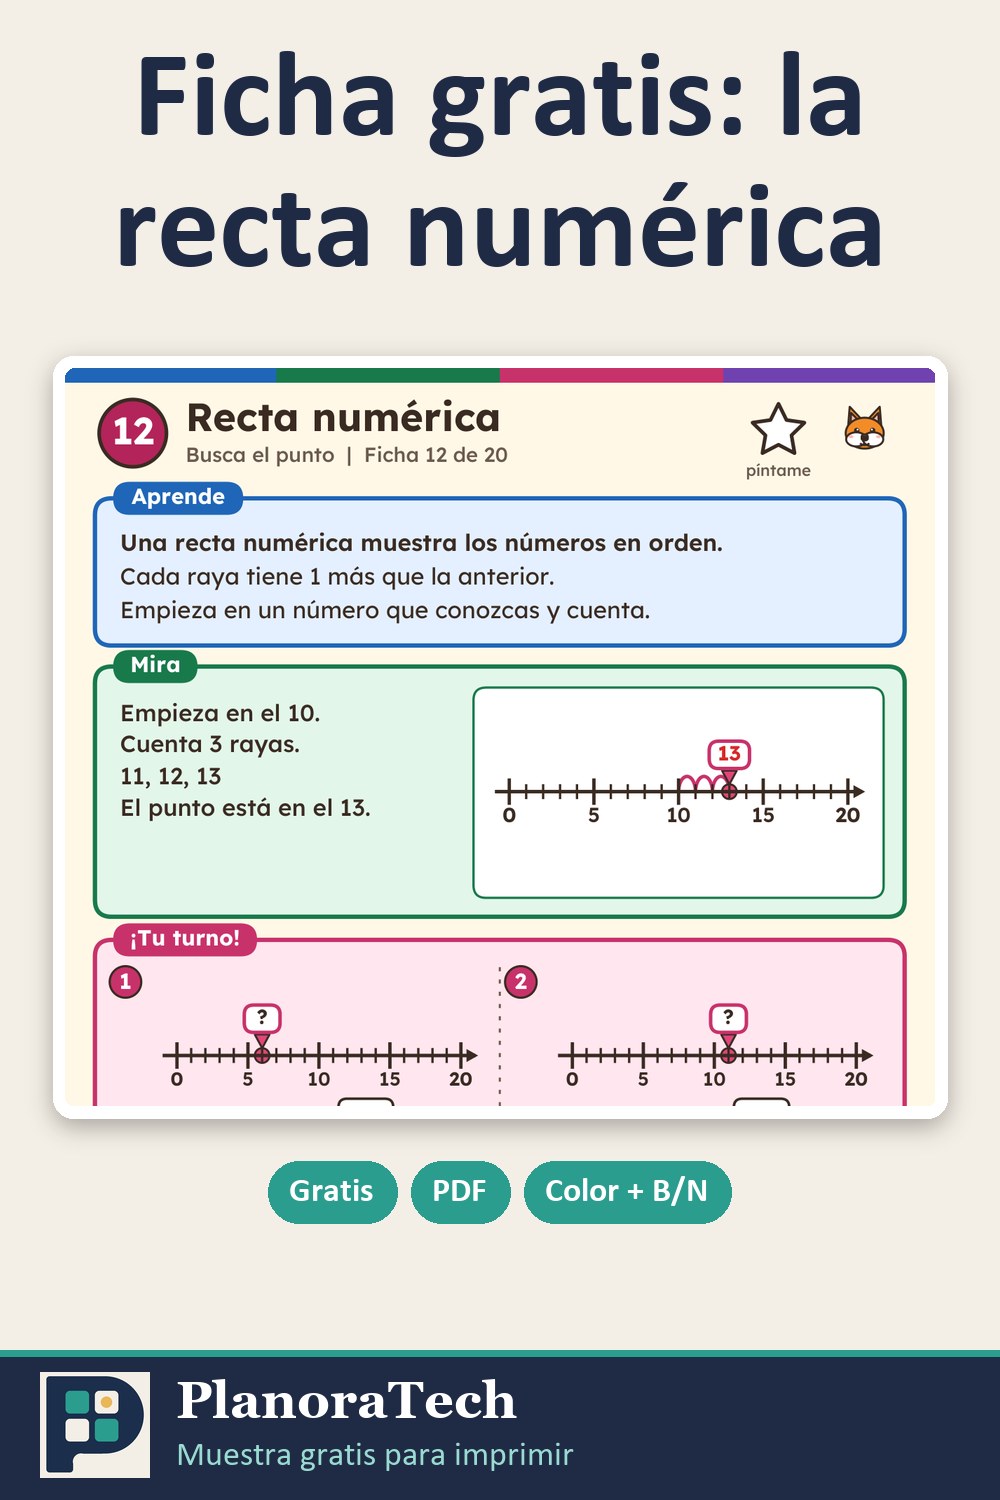 Ficha gratis: la
recta numérica
12
Recta numérica
Busca el punto | Ficha 12 de 20
píntame
Aprende
Una recta numérica muestra los números en orden.
Cada raya tiene 1 más que la anterior.
Empieza en un número que conozcas y cuenta.
Mira
Empieza en el 10.
Cuenta 3 rayas.
11, 12, 13
El punto está en el 13.
13
0 5 10 15 20
¡Tu turno!
1
?
0 5 10 15 20
2
?
0 5 10 15 20
Gratis
PDF
Color + B/N
PlanoraTech
Muestra gratis para imprimir